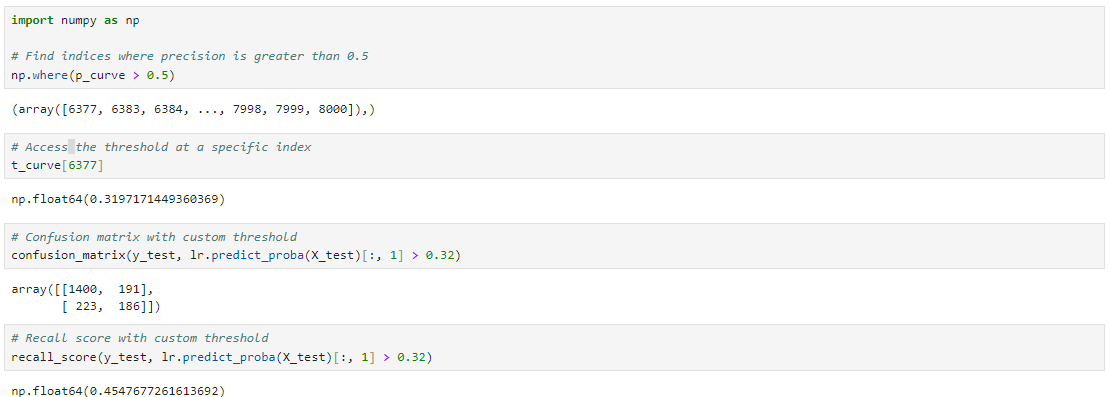 import numpy as np
# Find indices where precision is greater than 0.5
np.where(p_curve > 0.5)
(array([6377, 6383, 6384, ..., 7998, 7999, 8000]),)
# Access the threshold at a specific index
t_curve[6377]
np.float64(0.3197171449360369)
# Confusion matrix with custom threshold
confusion_matrix(y_test, lr.predict_proba(X_test)[:, 1] > 0.32)
array([[1400,  191],
       [ 223,  186]])
# Recall score with custom threshold
recall_score(y_test, lr.predict_proba(X_test)[:, 1] > 0.32)
np.float64(0.4547677261613692)